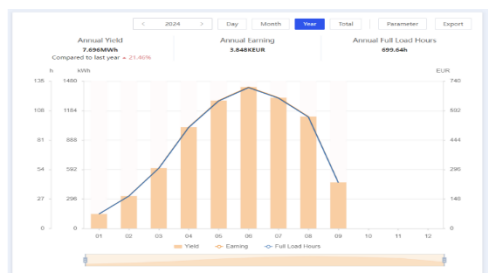 < 2024 > Day Month Year Total Parameter Export
Annual Yield Annual Earning Annual Full Load Hours
7.696MWh 3.848KEUR 699.64h
Compared to last year 21.46%
h kWh EUR
135 1480 740
108 1184 592
81 888 444
54 592 296
27 296 148
0 0 0
01 02 03 04 05 06 07 08 09 10 11 12
Yield Earning Full Load Hours